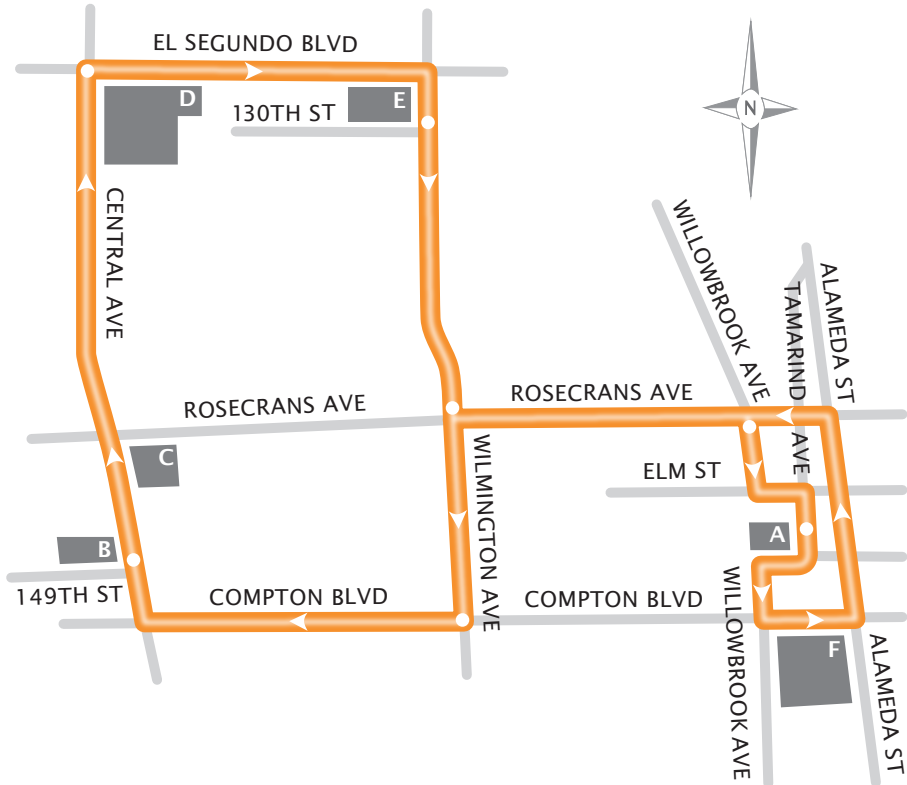 EL SEGUNDO BLVD
D
E
130TH ST
N
CENTRAL AVE
WILLOWBROOK AVE
TAMARIND AVE
ALAMEDA ST
ROSECRANS AVE
ROSECRANS AVE
C
WILMINGTON AVE
ELM ST
A
B
149TH ST
COMPTON BLVD
COMPTON BLVD
WILLOWBROOK AVE
F
ALAMEDA ST